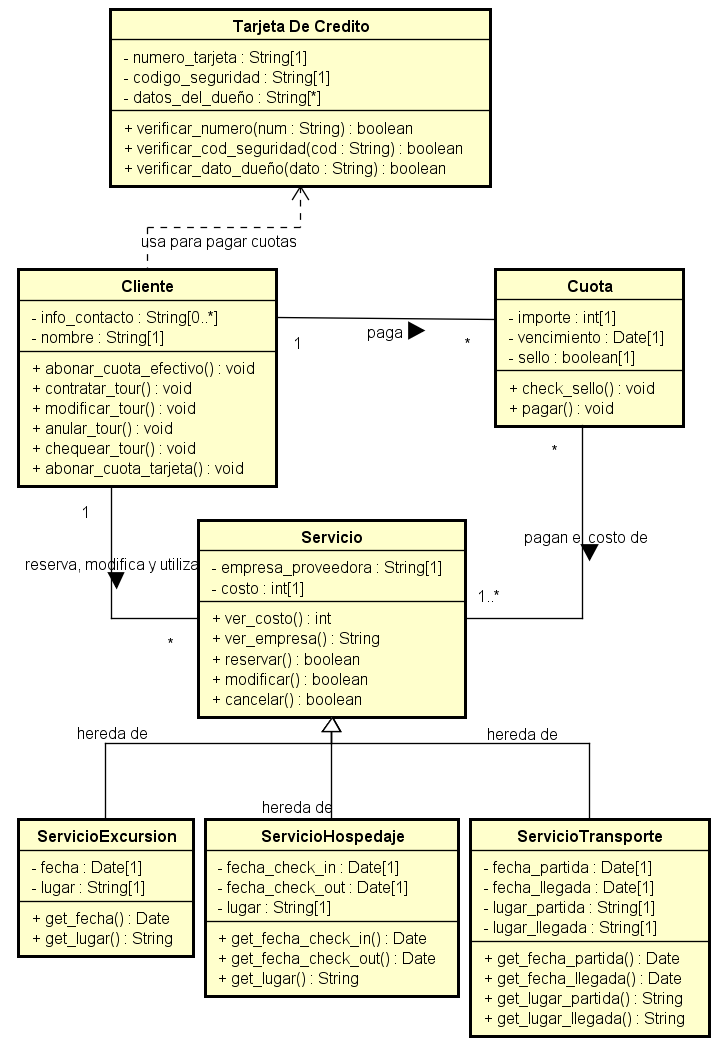 Tarjeta De Credito
- numero_tarjeta : String[1]
- codigo_seguridad : String[1]
- datos_del_dueño : String[*]
+ verificar_numero(num : String) : boolean
+ verificar_cod_seguridad(cod : String) : boolean
+ verificar_dato_dueño(dato : String) : boolean
usa para pagar cuotas
Cliente
- info_contacto : String[0..*]
- nombre : String[1]
+ abonar_cuota_efectivo() : void
+ contratar_tour() : void
+ modificar_tour() : void
+ anular_tour() : void
+ chequear_tour() : void
+ abonar_cuota_tarjeta() : void
1
paga
*
Cuota
- importe : int[1]
- vencimiento : Date[1]
- sello : boolean[1]
+ check_sello() : void
+ pagar() : void
*
pagan el costo de
1..*
1
reserva, modifica y utiliza
*
Servicio
- empresa_proveedora : String[1]
- costo : int[1]
+ ver_costo() : int
+ ver_empresa() : String
+ reservar() : boolean
+ modificar() : boolean
+ cancelar() : boolean
hereda de
hereda de
hereda de
ServicioExcursion
- fecha : Date[1]
- lugar : String[1]
+ get_fecha() : Date
+ get_lugar() : String
ServicioHospedaje
- fecha_check_in : Date[1]
- fecha_check_out : Date[1]
- lugar : String[1]
+ get_fecha_check_in() : Date
+ get_fecha_check_out() : Date
+ get_lugar() : String
ServicioTransporte
- fecha_partida : Date[1]
- fecha_llegada : Date[1]
- lugar_partida : String[1]
- lugar_llegada : String[1]
+ get_fecha_partida() : Date
+ get_fecha_llegada() : Date
+ get_lugar_partida() : String
+ get_lugar_llegada() : String